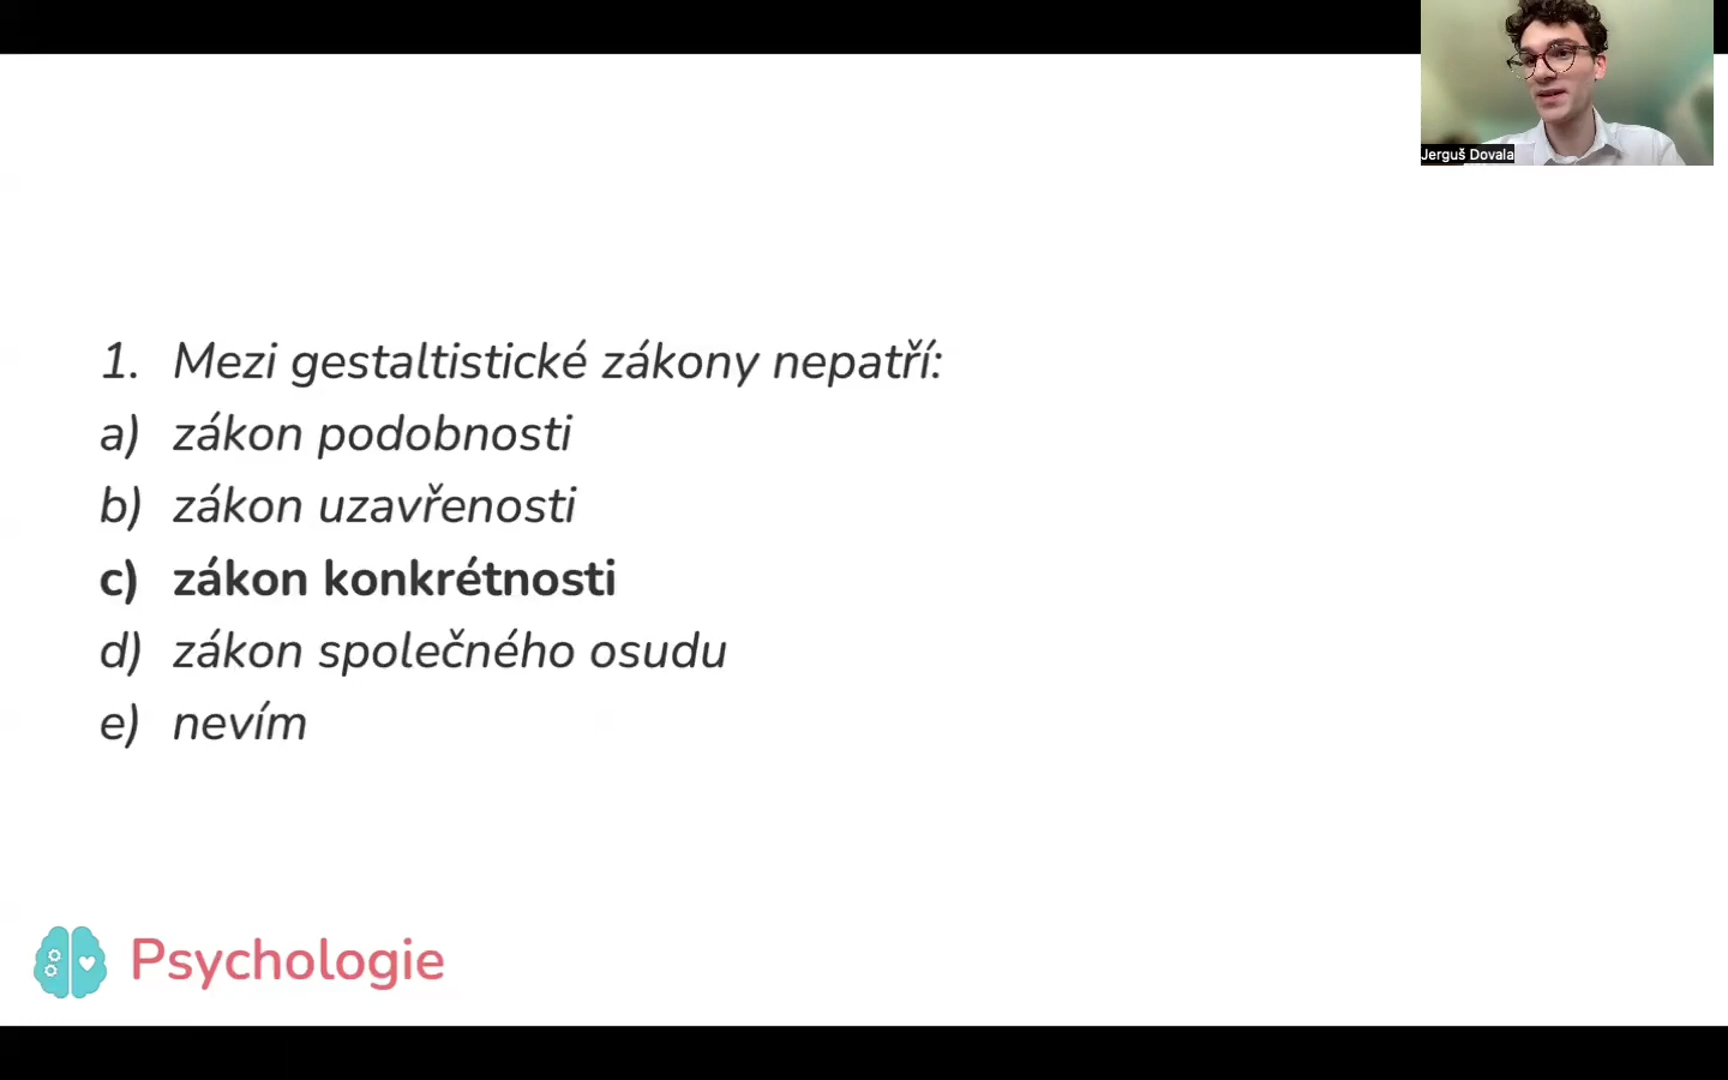 Jerguš Dovala
1. Mezi gestaltistické zákony nepatří:
a) zákon podobnosti
b) zákon uzavřenosti
c) zákon konkrétnosti
d) zákon společného osudu
e) nevím
Psychologie